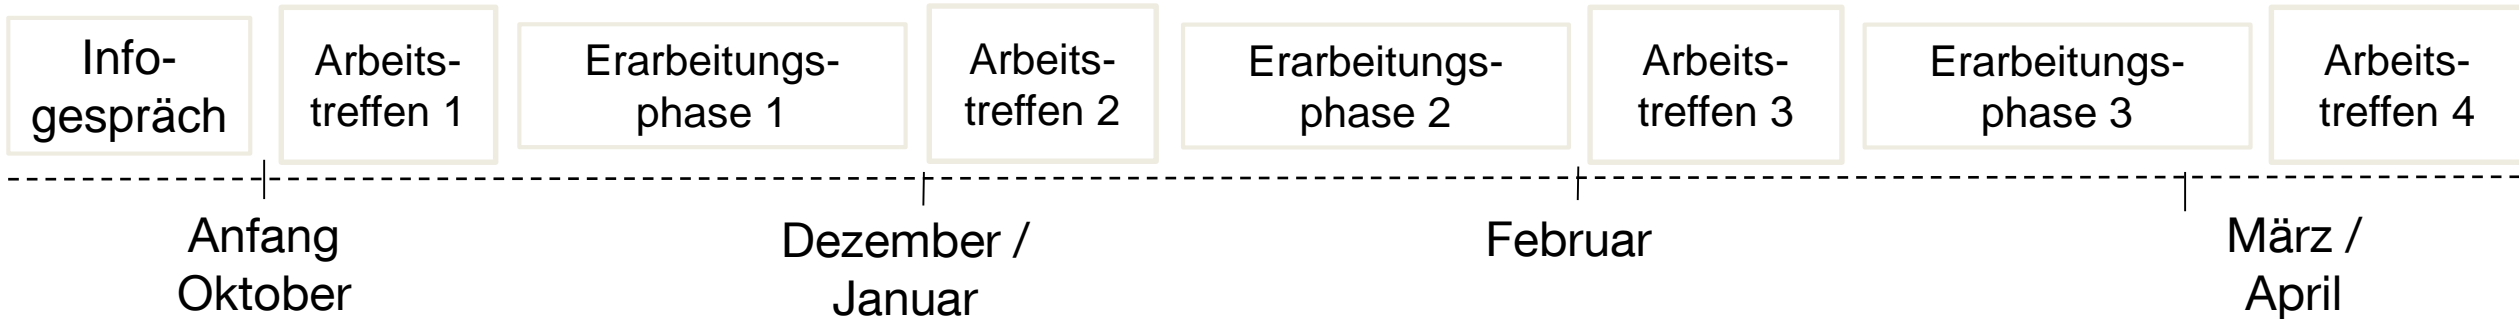 Info-
gespräch
Arbeits-
treffen 1
Erarbeitungs-
phase 1
Arbeits-
treffen 2
Erarbeitungs-
phase 2
Arbeits-
treffen 3
Erarbeitungs-
phase 3
Arbeits-
treffen 4
Anfang
Oktober
Dezember /
Januar
Februar
März /
April